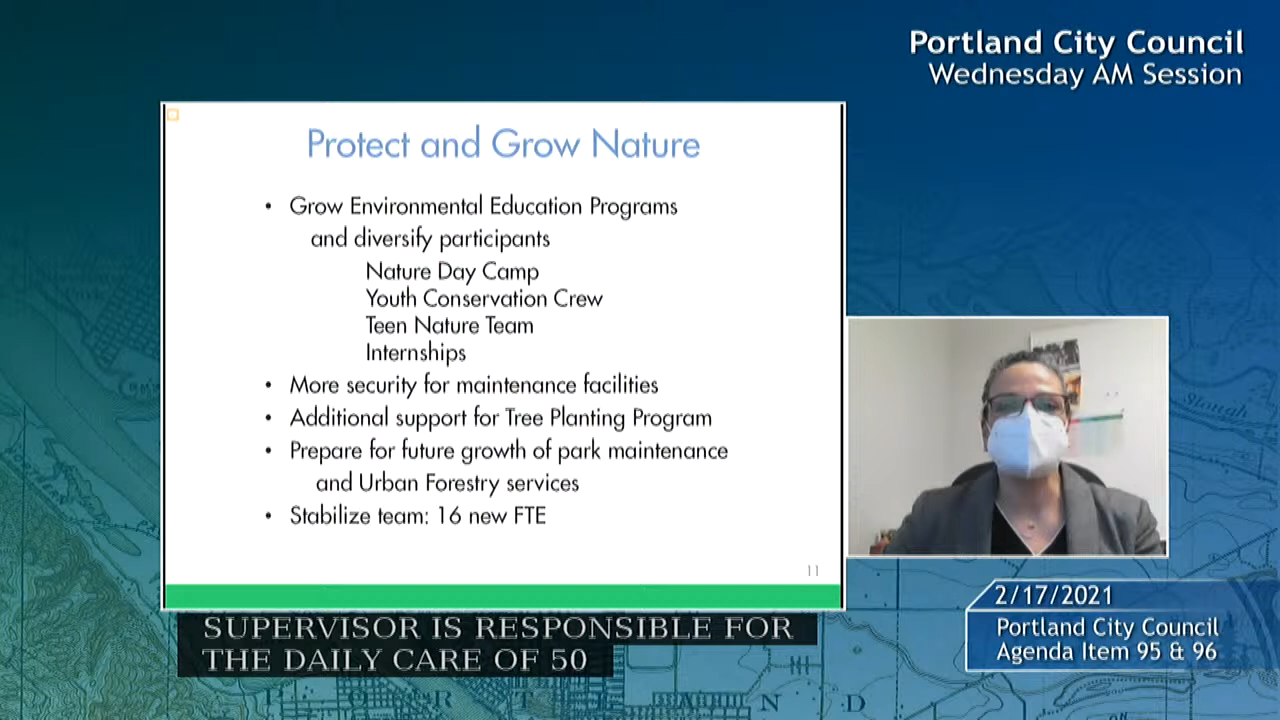 Portland City Council
Wednesday AM Session
Protect and Grow Nature
• Grow Environmental Education Programs
and diversify participants
Nature Day Camp
Youth Conservation Crew
Teen Nature Team
Internships
• More security for maintenance facilities
• Additional support for Tree Planting Program
• Prepare for future growth of park maintenance
and Urban Forestry services
• Stabilize team: 16 new FTE
11
SUPERVISOR IS RESPONSIBLE FOR
THE DAILY CARE OF 50
2/17/2021
Portland City Council
Agenda Item 95 & 96
Slough